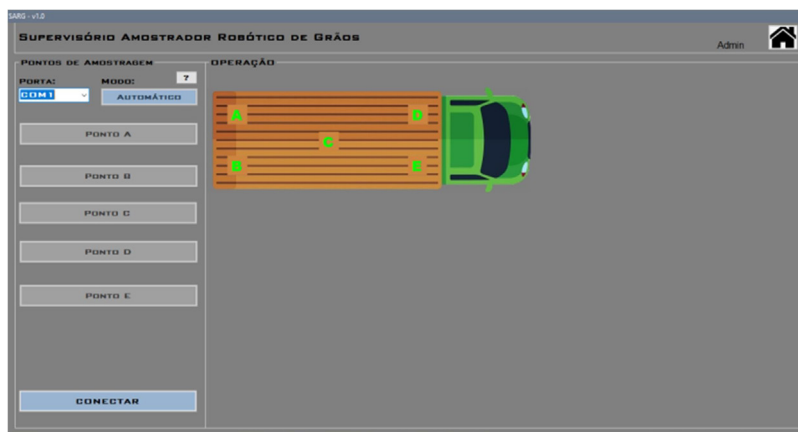 SARG - v1.0
Supervisório Amostrador Robótico de Grãos
Admin
Pontos de Amostragem
Operação
Porta:
Modo:
?
COM1
Automático
Ponto A
Ponto B
Ponto C
Ponto D
Ponto E
Conectar
A
D
C
B
E